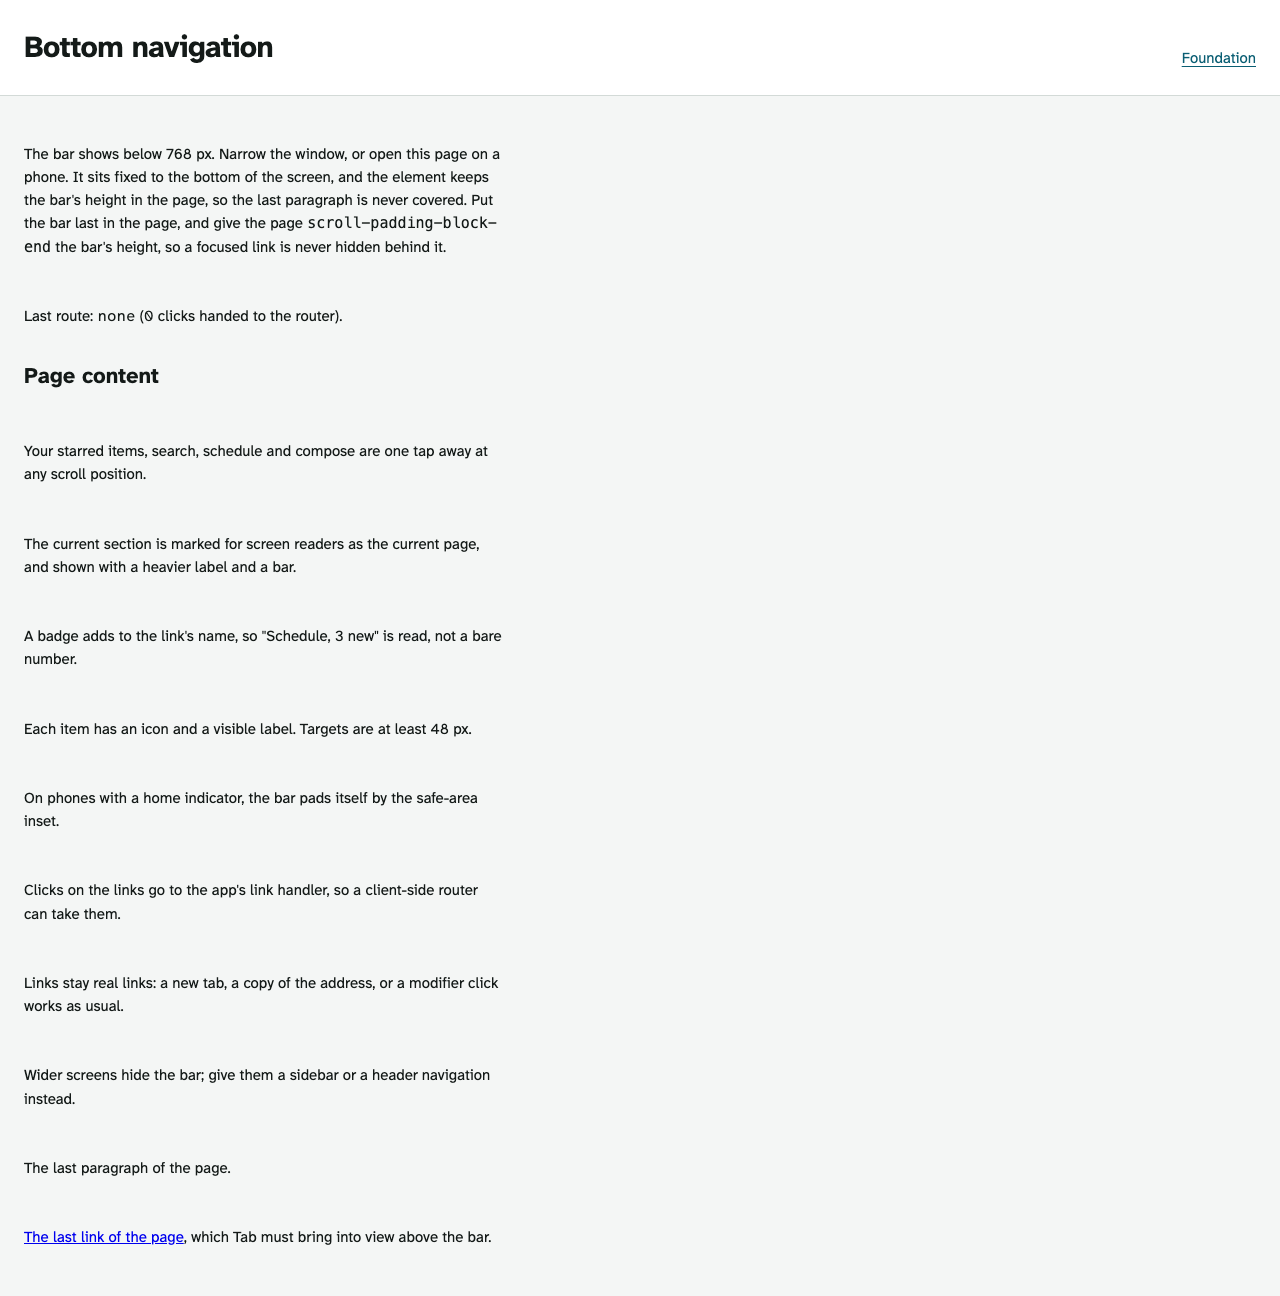 Bottom navigation
Foundation
The bar shows below 768 px. Narrow the window, or open this page on a
phone. It sits fixed to the bottom of the screen, and the element keeps
the bar's height in the page, so the last paragraph is never covered. Put
the bar last in the page, and give the page scroll-padding-block-
end the bar's height, so a focused link is never hidden behind it.
Last route: none (0 clicks handed to the router).
Page content
Your starred items, search, schedule and compose are one tap away at
any scroll position.
The current section is marked for screen readers as the current page,
and shown with a heavier label and a bar.
A badge adds to the link's name, so "Schedule, 3 new" is read, not a bare
number.
Each item has an icon and a visible label. Targets are at least 48 px.
On phones with a home indicator, the bar pads itself by the safe-area
inset.
Clicks on the links go to the app's link handler, so a client-side router
can take them.
Links stay real links: a new tab, a copy of the address, or a modifier click
works as usual.
Wider screens hide the bar; give them a sidebar or a header navigation
instead.
The last paragraph of the page.
The last link of the page, which Tab must bring into view above the bar.